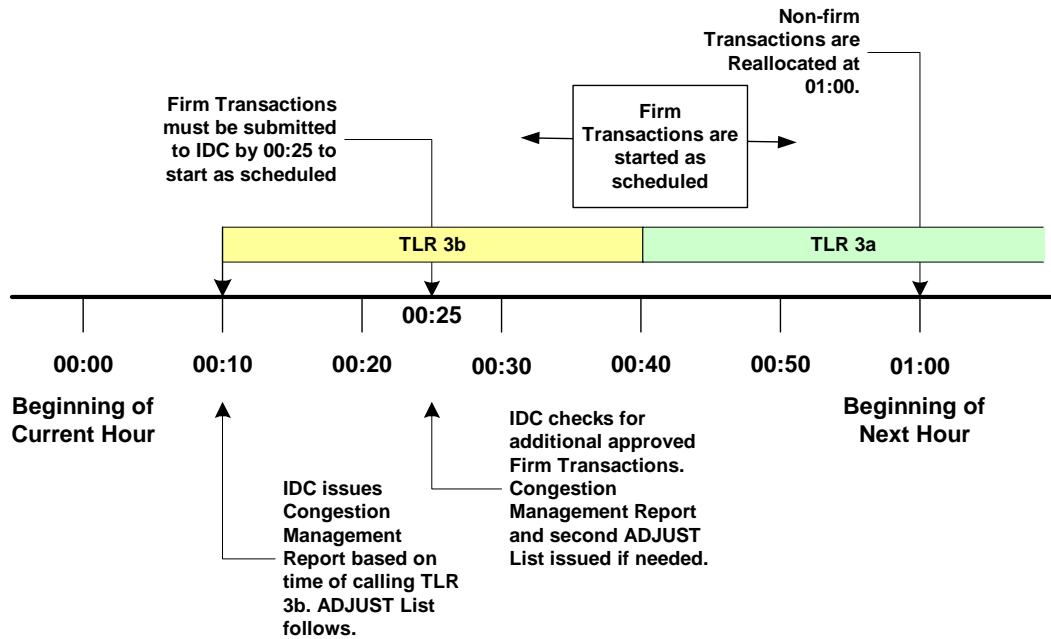 Non-firm
Transactions are
Reallocated at
01:00.
Firm Transactions
must be submitted
to IDC by 00:25 to
start as scheduled
Firm
Transactions are
started as
scheduled
TLR 3b
TLR 3a
00:25
00:00
00:10
00:20
00:30
00:40
00:50
01:00
Beginning of
Current Hour
Beginning of
Next Hour
IDC issues
Congestion
Management
Report based on
time of calling TLR
3b. ADJUST List
follows.
IDC checks for
additional approved
Firm Transactions.
Congestion
Management Report
and second ADJUST
List issued if needed.